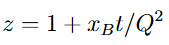 z = 1 + x_B t/Q^2